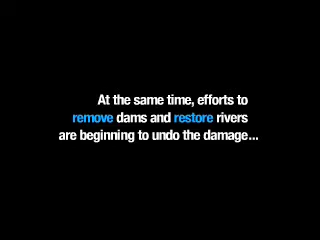 At the same time, efforts to
remove dams and restore rivers
are beginning to undo the damage...